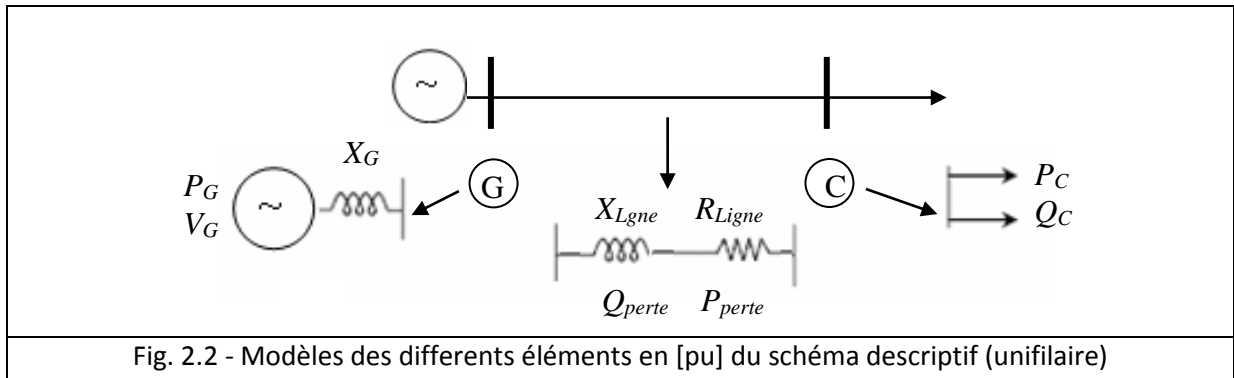 ~
X_G
P_G
V_G
~
G
C
P_C
Q_C
X_Lgne R_Ligne
Q_perte P_perte
Fig. 2.2 - Modèles des differents éléments en [pu] du schéma descriptif (unifilaire)